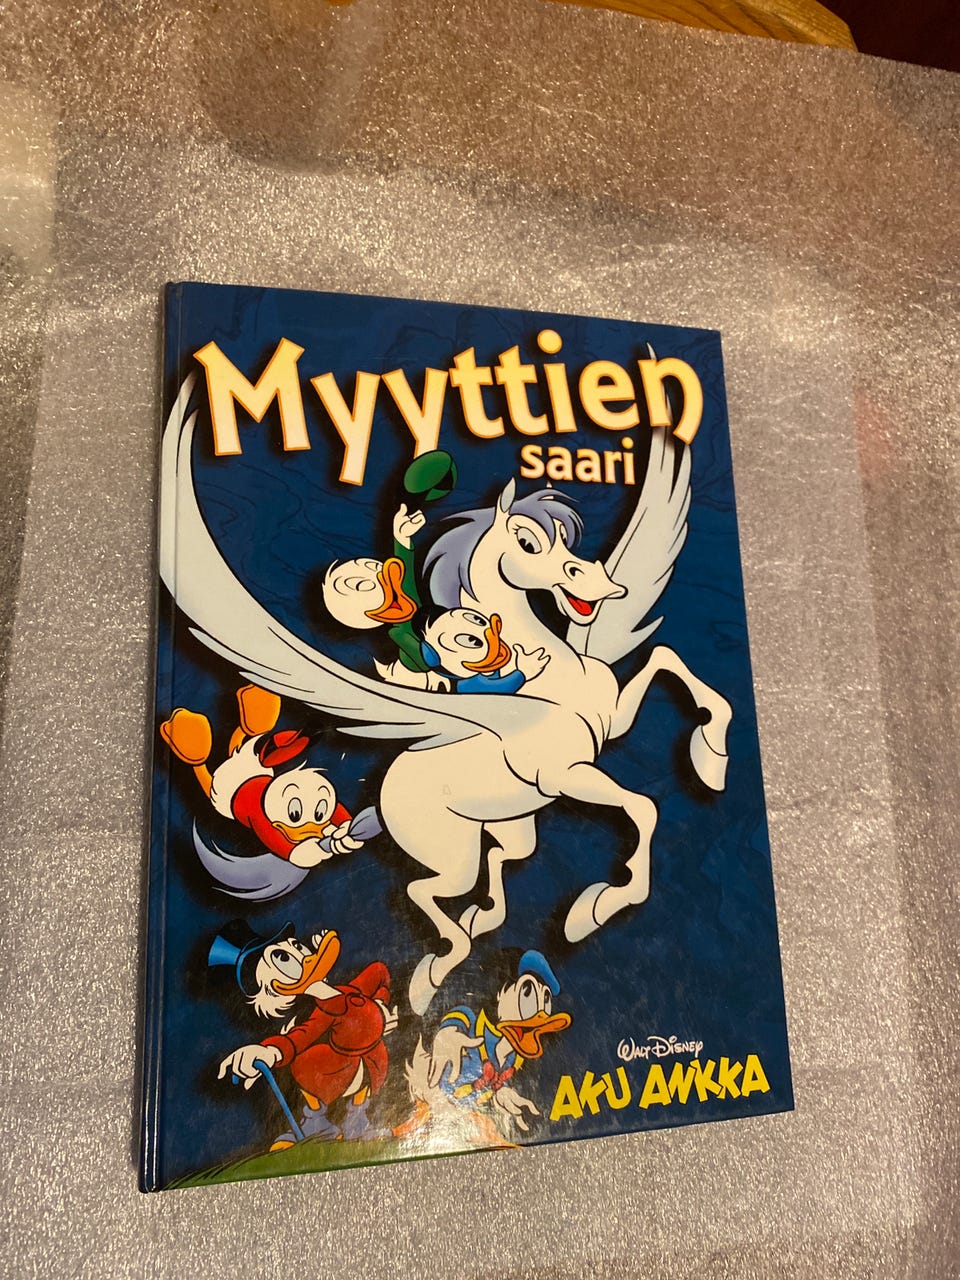 Myyttien
saari
Walt Disney
AKU ANKKA